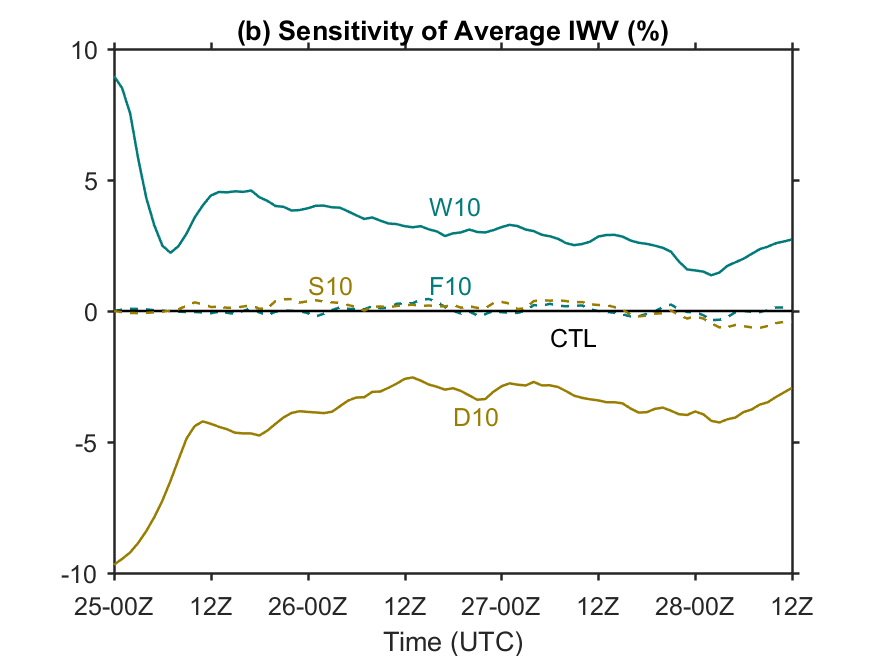 (b) Sensitivity of Average IWV (%)
10
5
0
-5
-10
W10
S10
F10
CTL
D10
25-00Z 12Z 26-00Z 12Z 27-00Z 12Z 28-00Z 12Z
Time (UTC)